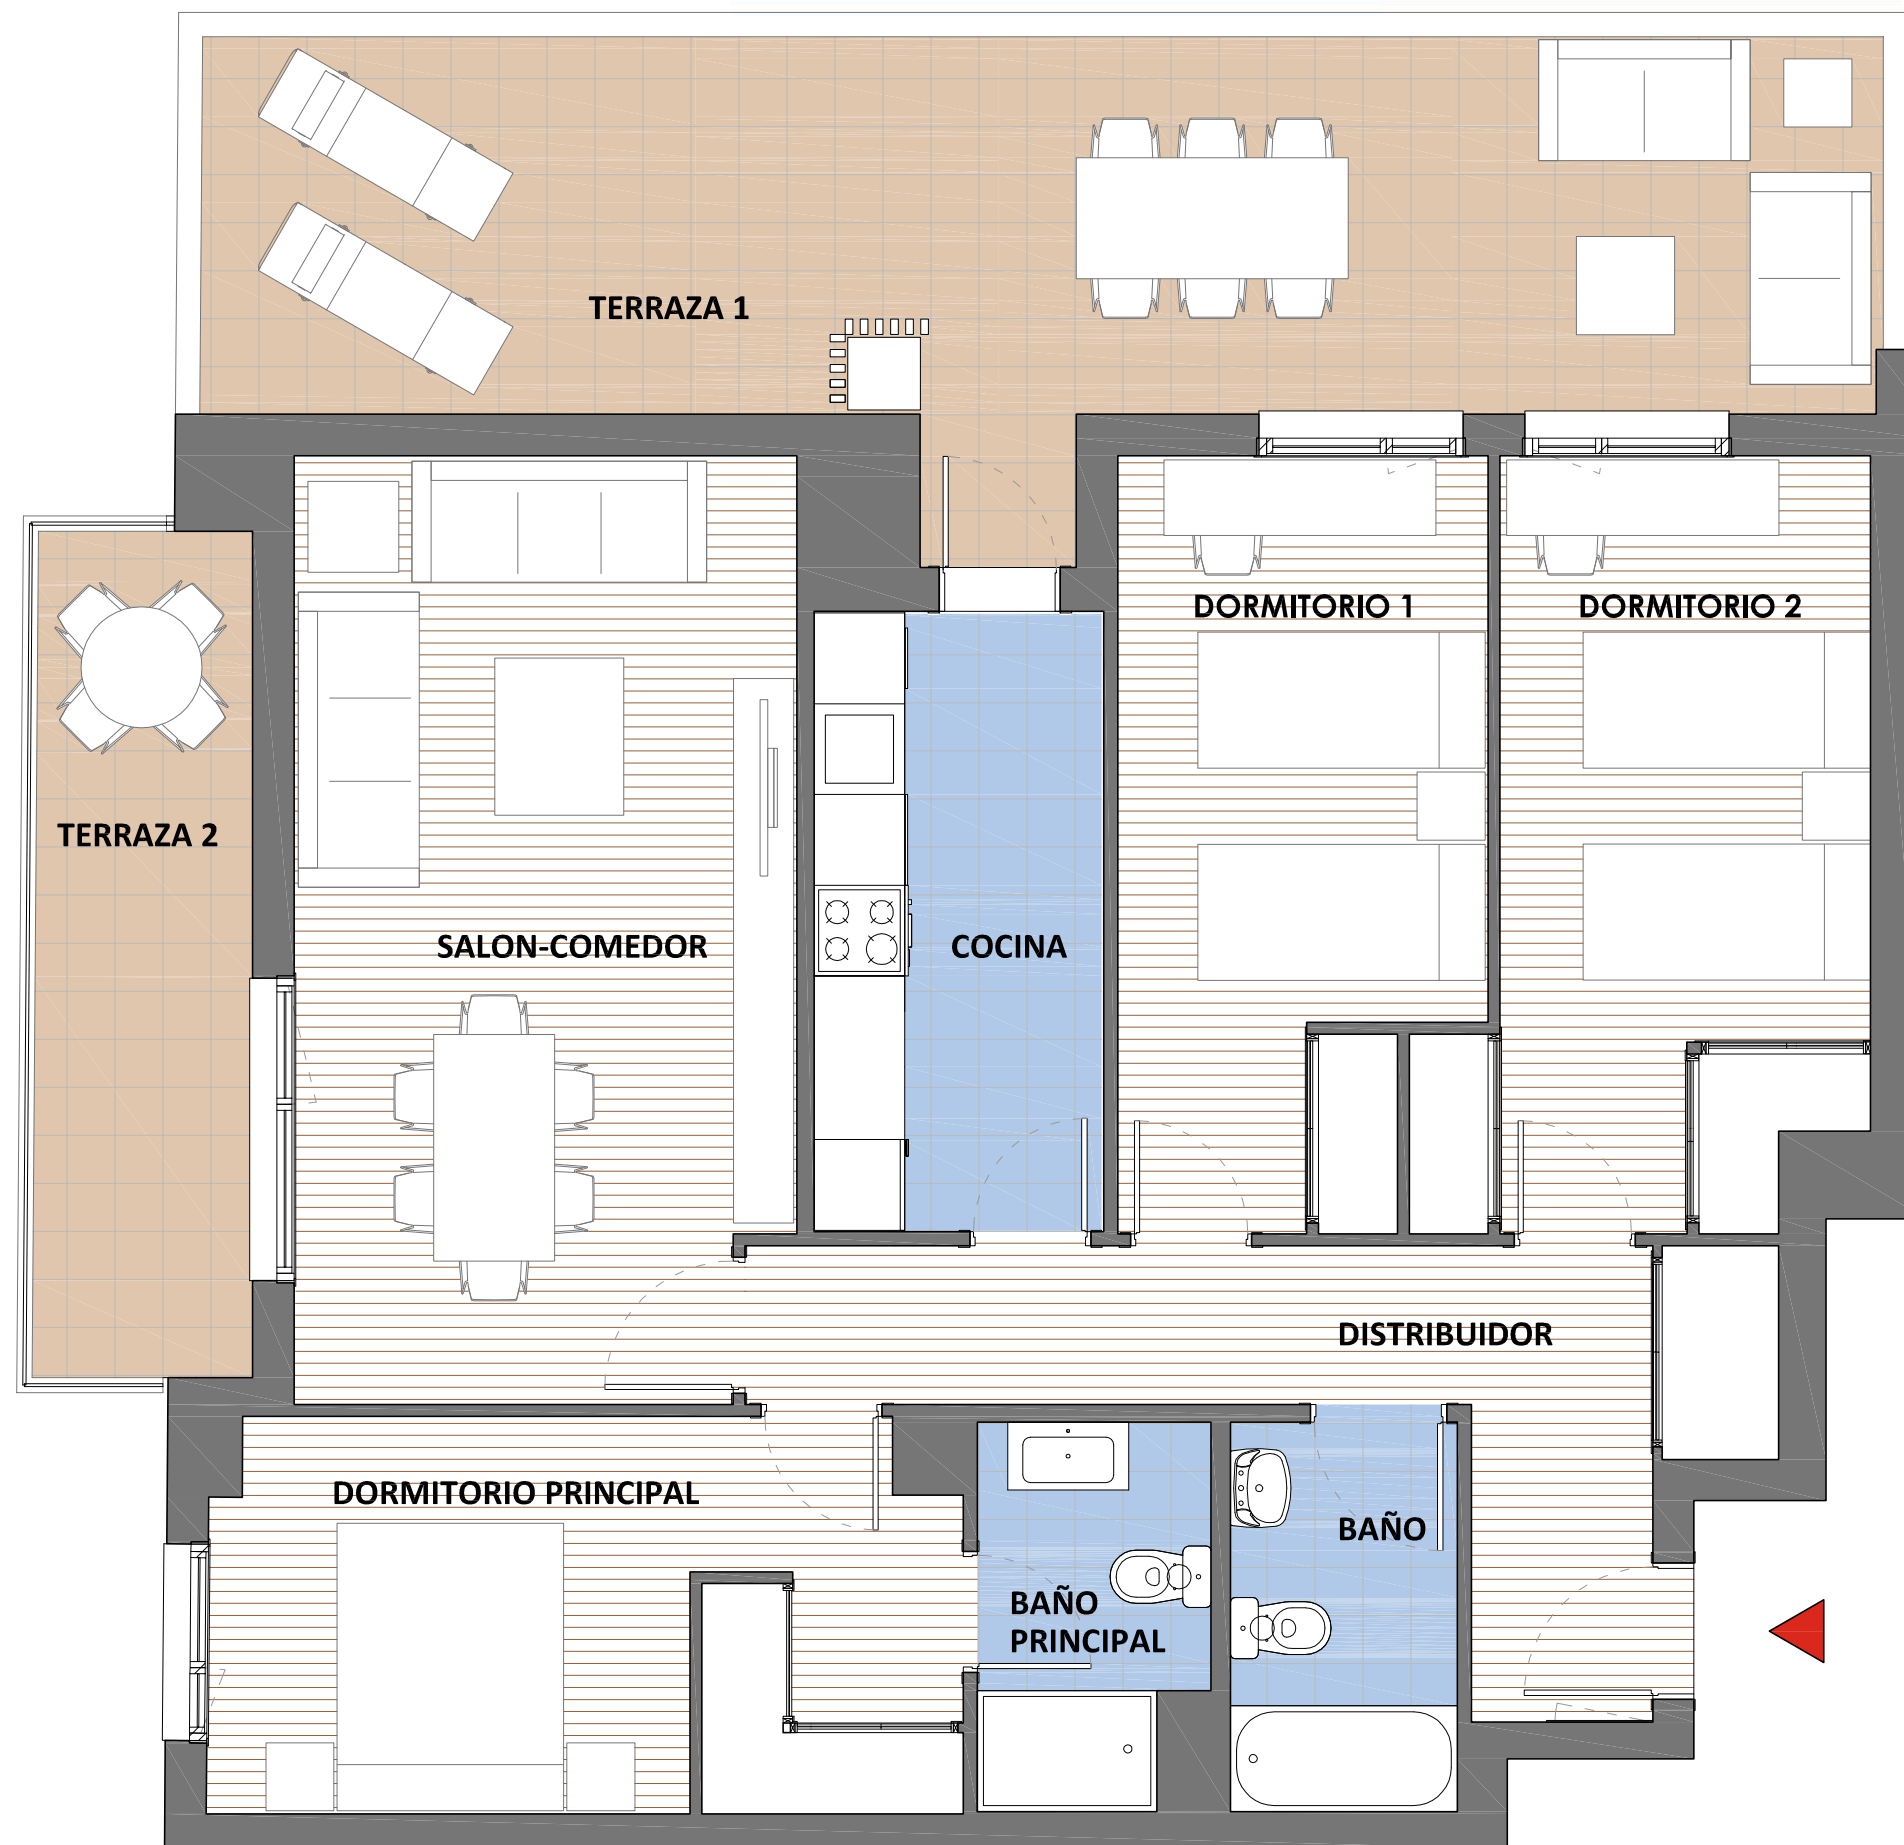 TERRAZA 1
DORMITORIO 1
DORMITORIO 2
TERRAZA 2
SALON-COMEDOR
COCINA
DISTRIBUIDOR
DORMITORIO PRINCIPAL
BAÑO
BAÑO
PRINCIPAL